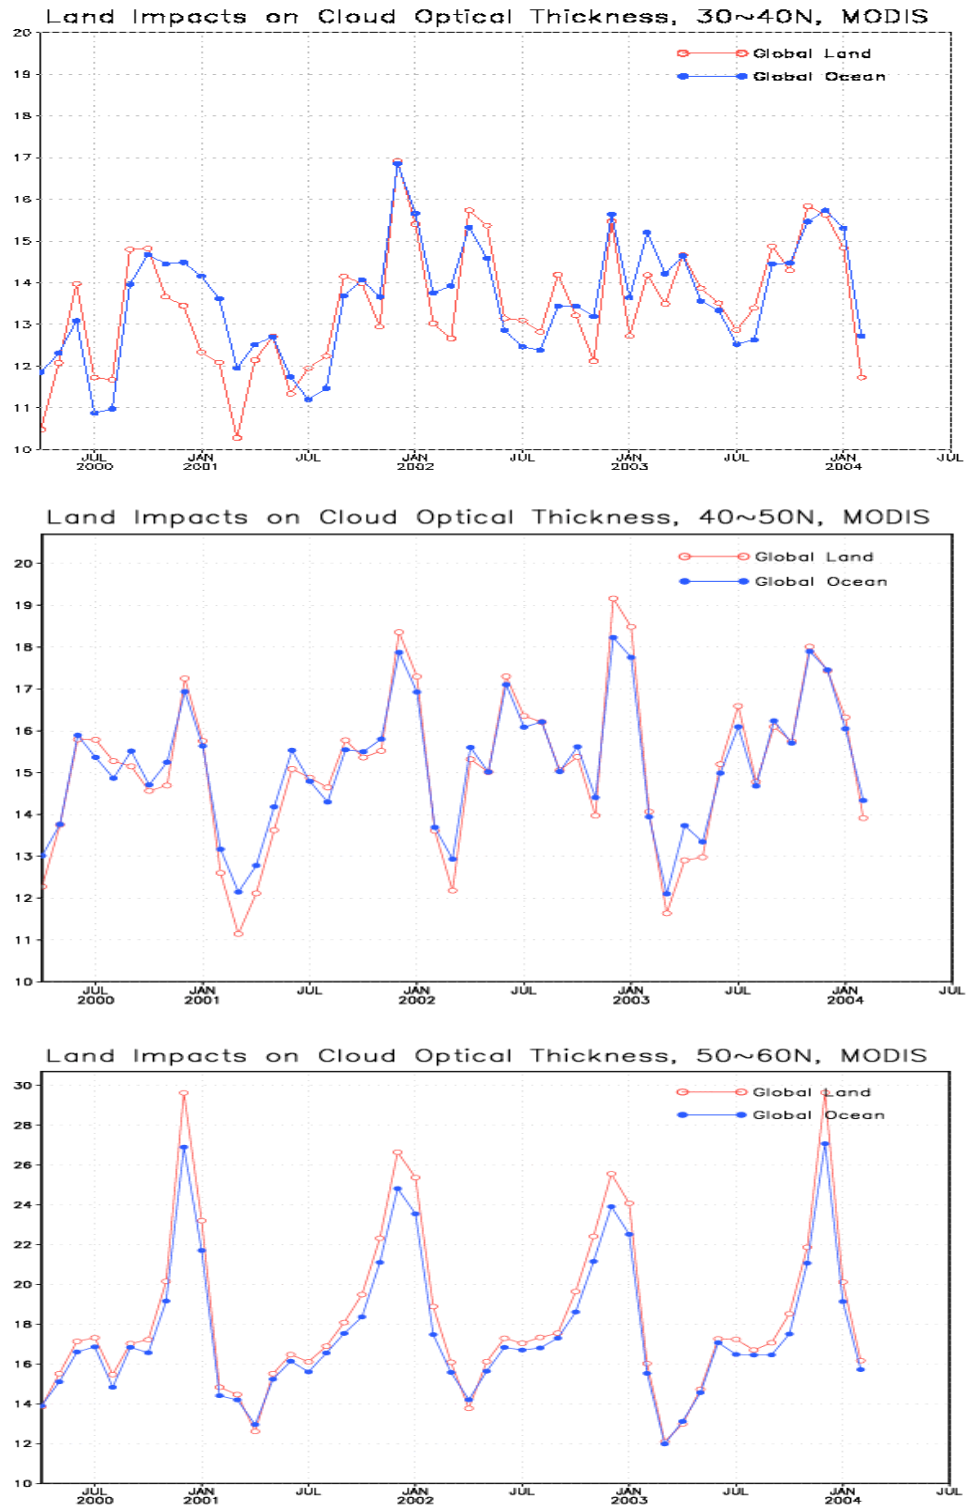 Land Impacts on Cloud Optical Thickness, 30~40N, MODIS
20
19
18
17
16
15
14
13
12
11
10
Global Land
Global Ocean
JUL JAN JUL JAN JUL JAN JUL JAN JUL
2000 2001 2002 2003 2004
Land Impacts on Cloud Optical Thickness, 40~50N, MODIS
20
19
18
17
16
15
14
13
12
11
10
Global Land
Global Ocean
JUL JAN JUL JAN JUL JAN JUL JAN JUL
2000 2001 2002 2003 2004
Land Impacts on Cloud Optical Thickness, 50~60N, MODIS
30
28
26
24
22
20
18
16
14
12
10
Global Land
Global Ocean
JUL JAN JUL JAN JUL JAN JUL JAN JUL
2000 2001 2002 2003 2004